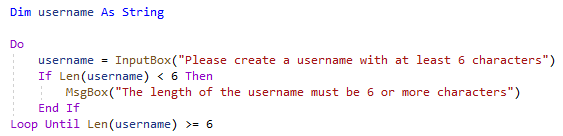 Dim username As String
Do
username = InputBox("Please create a username with at least 6 characters")
If Len(username) < 6 Then
MsgBox("The length of the username must be 6 or more characters")
End If
Loop Until Len(username) >= 6